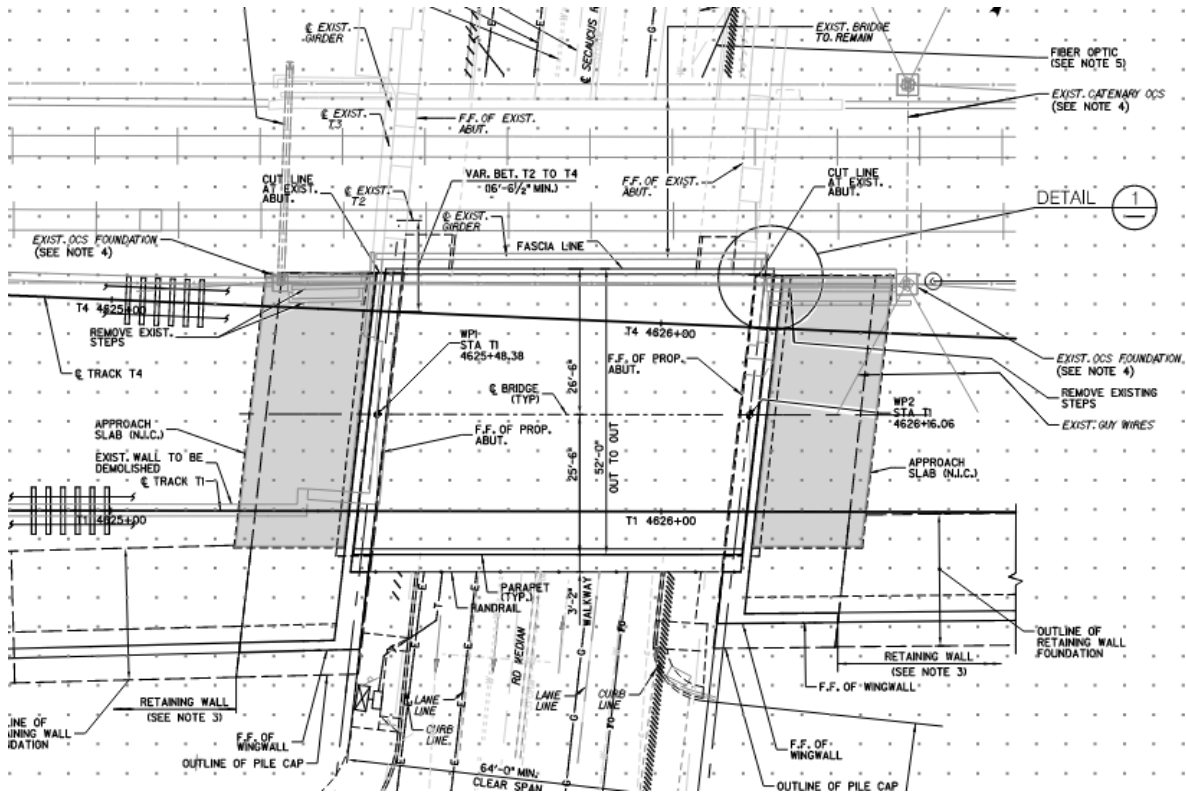 ℄ EXIST.
GIRDER
℄ SECAUCUS R
EXIST. BRIDGE
TO REMAIN
FIBER OPTIC
(SEE NOTE 5)
EXIST. CATENARY OCS
(SEE NOTE 4)
℄ EXIST.
T3
F.F. OF EXIST.
ABUT.
CUT LINE
AT EXIST.
ABUT.
℄ EXIST.
T2
VAR. BET. T2 TO T4
(16'-6½" MIN.)
F.F. OF EXIST.
ABUT.
CUT LINE
AT EXIST.
ABUT.
DETAIL 1
℄ EXIST.
GIRDER
FASCIA LINE
EXIST. OCS FOUNDATION
(SEE NOTE 4)
T4 4625+00
REMOVE EXIST.
STEPS
℄ TRACK T4
WP1
STA T1
4625+48.38
T4 4626+00
F.F. OF PROP.
ABUT.
26'-6"
℄ BRIDGE
(TYP)
EXIST. OCS FOUNDATION
(SEE NOTE 4)
REMOVE EXISTING
STEPS
WP2
STA T1
4626+16.06
EXIST. GUY WIRES
APPROACH
SLAB (N.I.C.)
F.F. OF PROP.
ABUT.
25'-6"
52'-0"
OUT TO OUT
EXIST. WALL TO BE
DEMOLISHED
℄ TRACK T1
APPROACH
SLAB (N.I.C.)
T1 4625+00
T1 4626+00
PARAPET
(TYP.)
HANDRAIL
3'-2"
WALKWAY
E
E
E
T
G
G
G
FO
FO
RD MEDIAN
LANE
LINE
LANE
LINE
CURB
LINE
CURB
LINE
OUTLINE OF
RETAINING WALL
FOUNDATION
RETAINING WALL
(SEE NOTE 3)
F.F. OF WINGWALL
RETAINING WALL
(SEE NOTE 3)
F.F. OF
WINGWALL
OUTLINE OF PILE CAP
64'-0" MIN.
CLEAR SPAN
F.F. OF
WINGWALL
OUTLINE OF PILE CAP